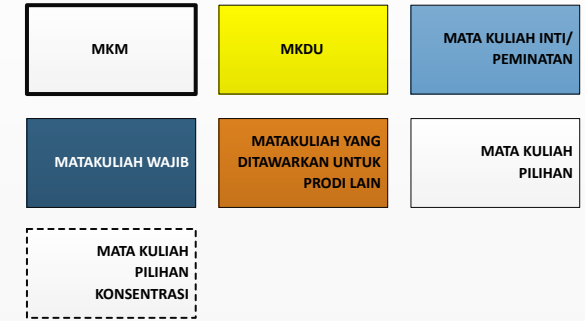 MKM
MKDU
MATA KULIAH INTI/
PEMINATAN
MATAKULIAH WAJIB
MATAKULIAH YANG
DITAWARKAN UNTUK
PRODI LAIN
MATA KULIAH
PILIHAN
MATA KULIAH
PILIHAN
KONSENTRASI